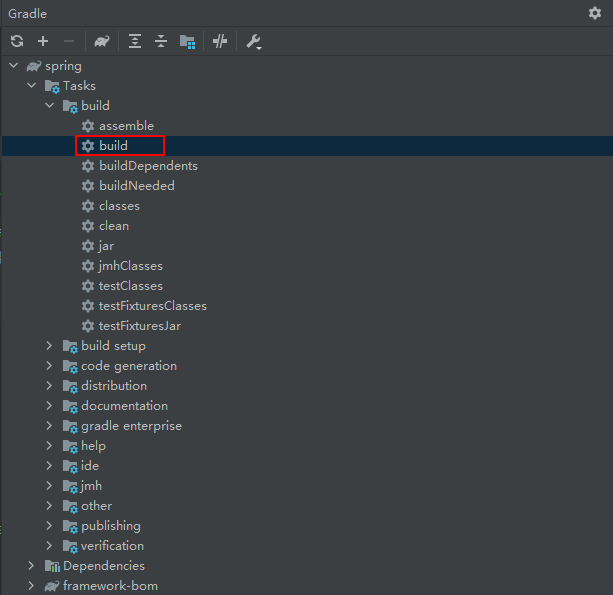 Gradle
spring
Tasks
build
assemble
build
buildDependents
buildNeeded
classes
clean
jar
jmhClasses
testClasses
testFixturesClasses
testFixturesJar
build setup
code generation
distribution
documentation
gradle enterprise
help
ide
jmh
other
publishing
verification
Dependencies
framework-bom